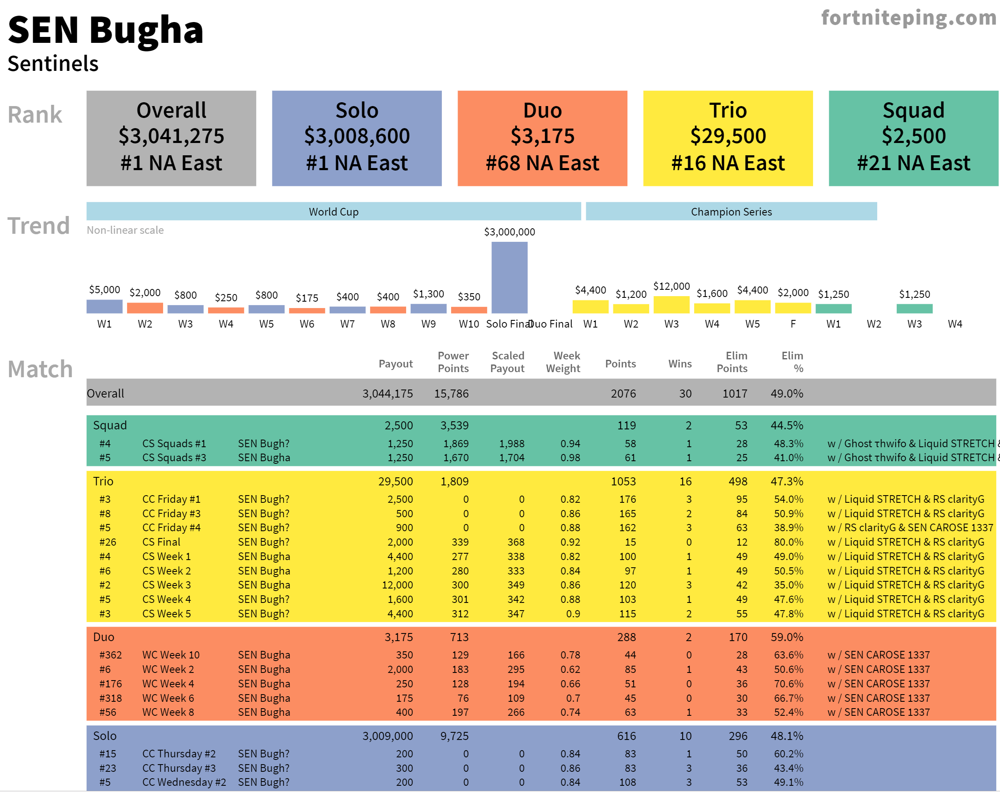 SEN Bugha
fortniteping.com
Sentinels
Rank
Overall
$3,041,275
#1 NA East
Solo
$3,008,600
#1 NA East
Duo
$3,175
#68 NA East
Trio
$29,500
#16 NA East
Squad
$2,500
#21 NA East
Trend
World Cup
Champion Series
Non-linear scale
$5,000 $2,000 $800 $250 $800 $175 $400 $400 $1,300 $350 $3,000,000 $4,400 $1,200 $12,000 $1,600 $4,400 $2,000 $1,250 $1,250
W1 W2 W3 W4 W5 W6 W7 W8 W9 W10 Solo Final Duo Final W1 W2 W3 W4 W5 F W1 W2 W3 W4
Match
Payout Power Points Scaled Payout Week Weight Points Wins Elim Points Elim %
Overall 3,044,175 15,786 2076 30 1017 49.0%
Squad 2,500 3,539 119 2 53 44.5%
#4 CS Squads #1 SEN Bugh? 1,250 1,869 1,988 0.94 58 1 28 48.3% w / Ghost τhwifo & Liquid STRETCH &
#5 CS Squads #3 SEN Bugha 1,250 1,670 1,704 0.98 61 1 25 41.0% w / Ghost τhwifo & Liquid STRETCH &
Trio 29,500 1,809 1053 16 498 47.3%
#3 CC Friday #1 SEN Bugh? 2,500 0 0 0.82 176 3 95 54.0% w / Liquid STRETCH & RS clarityG
#8 CC Friday #3 SEN Bugh? 500 0 0 0.86 165 2 84 50.9% w / Liquid STRETCH & RS clarityG
#5 CC Friday #4 SEN Bugh? 900 0 0 0.88 162 3 63 38.9% w / RS clarityG & SEN CAROSE 1337
#26 CS Final SEN Bugh? 2,000 339 368 0.92 15 0 12 80.0% w / Liquid STRETCH & RS clarityG
#4 CS Week 1 SEN Bugha 4,400 277 338 0.82 100 1 49 49.0% w / Liquid STRETCH & RS clarityG
#6 CS Week 2 SEN Bugha 1,200 280 333 0.84 97 1 49 50.5% w / Liquid STRETCH & RS clarityG
#2 CS Week 3 SEN Bugha 12,000 300 349 0.86 120 3 42 35.0% w / Liquid STRETCH & RS clarityG
#5 CS Week 4 SEN Bugh? 1,600 301 342 0.88 103 1 49 47.6% w / Liquid STRETCH & RS clarityG
#3 CS Week 5 SEN Bugh? 4,400 312 347 0.9 115 2 55 47.8% w / Liquid STRETCH & RS clarityG
Duo 3,175 713 288 2 170 59.0%
#362 WC Week 10 SEN Bugha 350 129 166 0.78 44 0 28 63.6% w / SEN CAROSE 1337
#6 WC Week 2 SEN Bugha 2,000 183 295 0.62 85 1 43 50.6% w / SEN CAROSE 1337
#176 WC Week 4 SEN Bugha 250 128 194 0.66 51 0 36 70.6% w / SEN CAROSE 1337
#318 WC Week 6 SEN Bugha 175 76 109 0.7 45 0 30 66.7% w / SEN CAROSE 1337
#56 WC Week 8 SEN Bugha 400 197 266 0.74 63 1 33 52.4% w / SEN CAROSE 1337
Solo 3,009,000 9,725 616 10 296 48.1%
#15 CC Thursday #2 SEN Bugh? 200 0 0 0.84 83 1 50 60.2%
#23 CC Thursday #3 SEN Bugh? 300 0 0 0.86 83 3 36 43.4%
#5 CC Wednesday #2 SEN Bugh? 200 0 0 0.84 108 3 53 49.1%